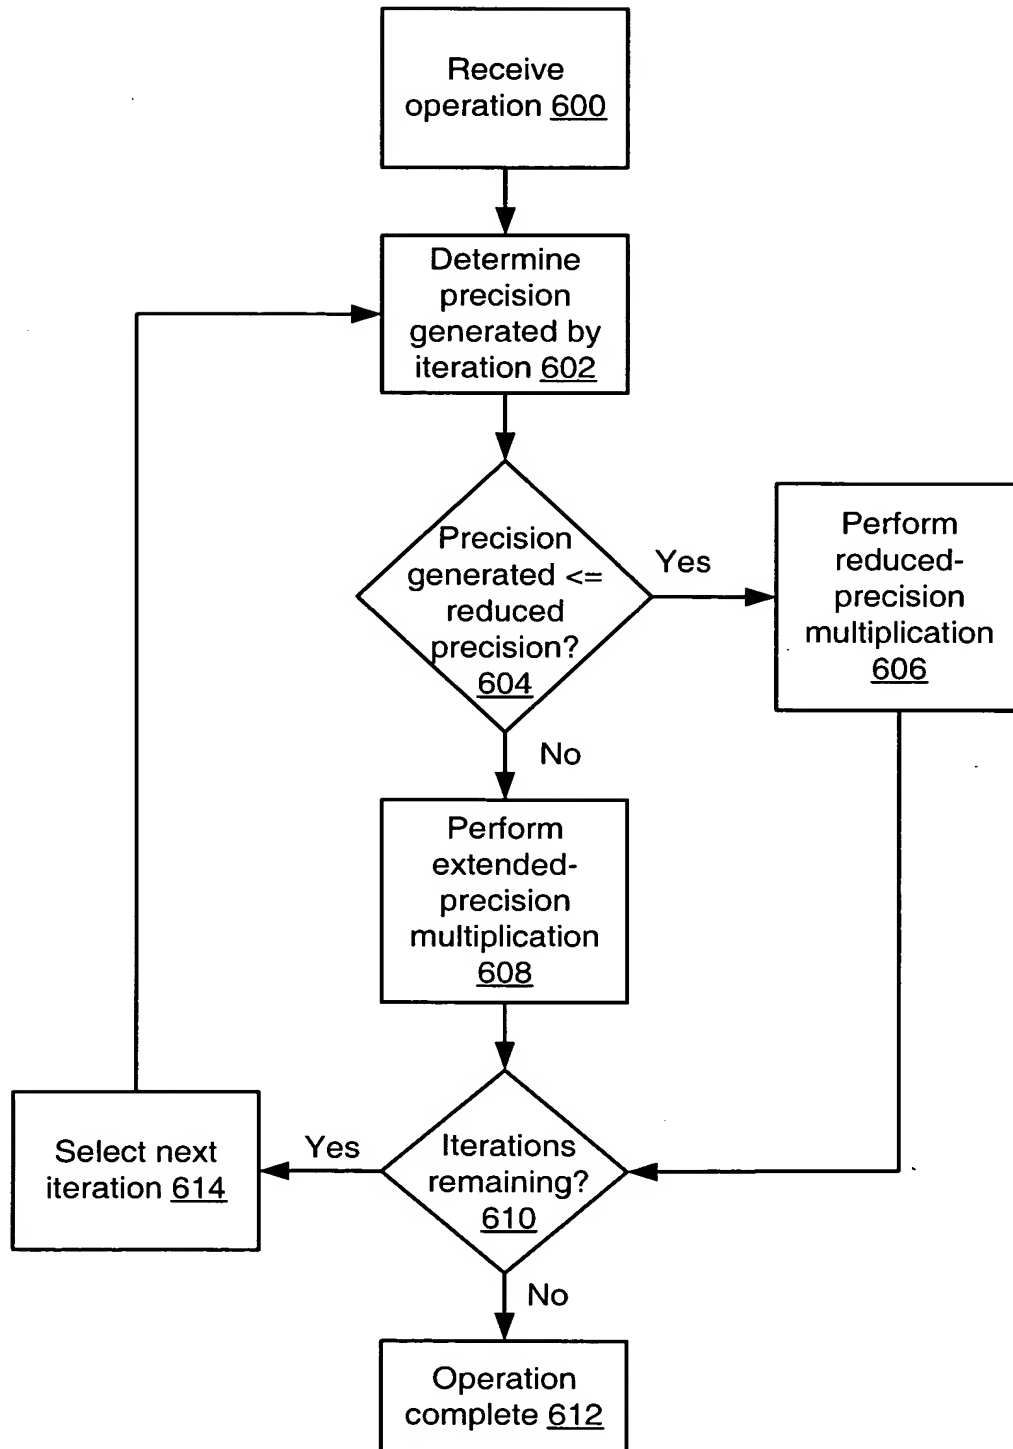 Receive
operation 600
Determine
precision
generated by
iteration 602
Precision
generated <=
reduced
precision?
604
Yes
Perform
reduced-
precision
multiplication
606
No
Perform
extended-
precision
multiplication
608
Select next
iteration 614
Yes
Iterations
remaining?
610
No
Operation
complete 612